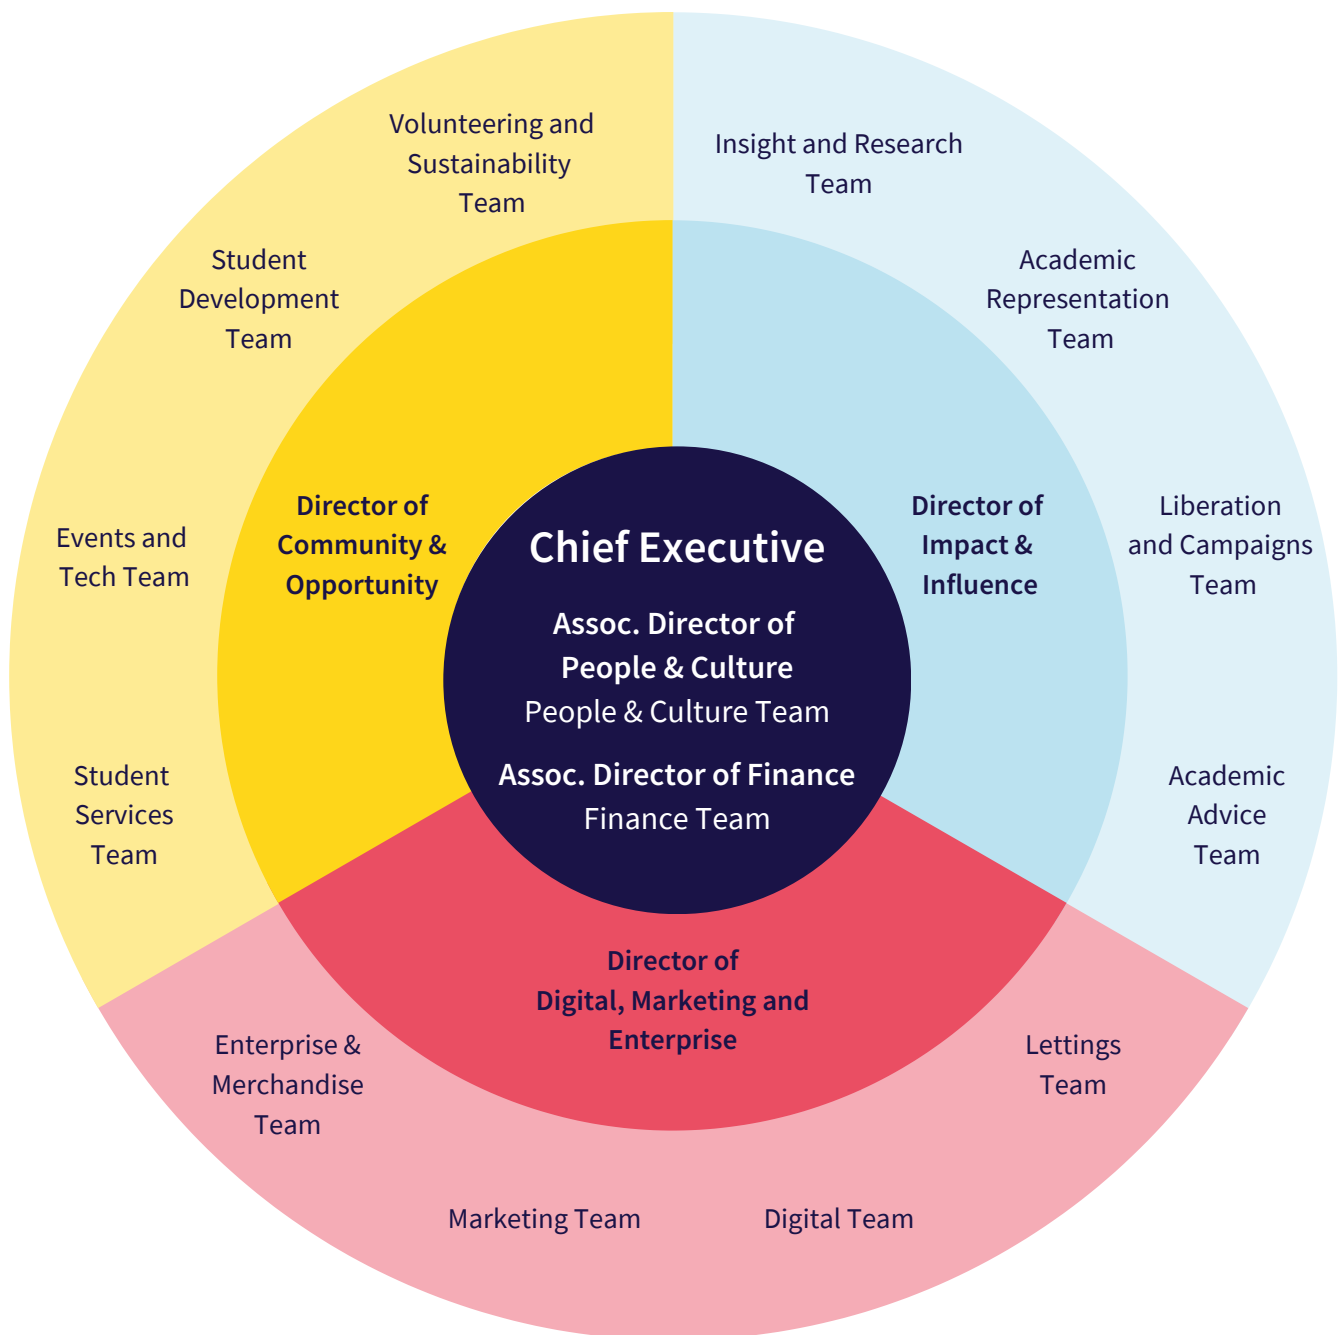 Volunteering and
Sustainability
Team
Insight and Research
Team
Student
Development
Team
Academic
Representation
Team
Events and
Tech Team
Director of
Community &
Opportunity
Chief Executive
Assoc. Director of
People & Culture
People & Culture Team
Assoc. Director of Finance
Finance Team
Director of
Impact &
Influence
Liberation
and Campaigns
Team
Student
Services
Team
Academic
Advice
Team
Director of
Digital, Marketing and
Enterprise
Enterprise &
Merchandise
Team
Lettings
Team
Marketing Team
Digital Team